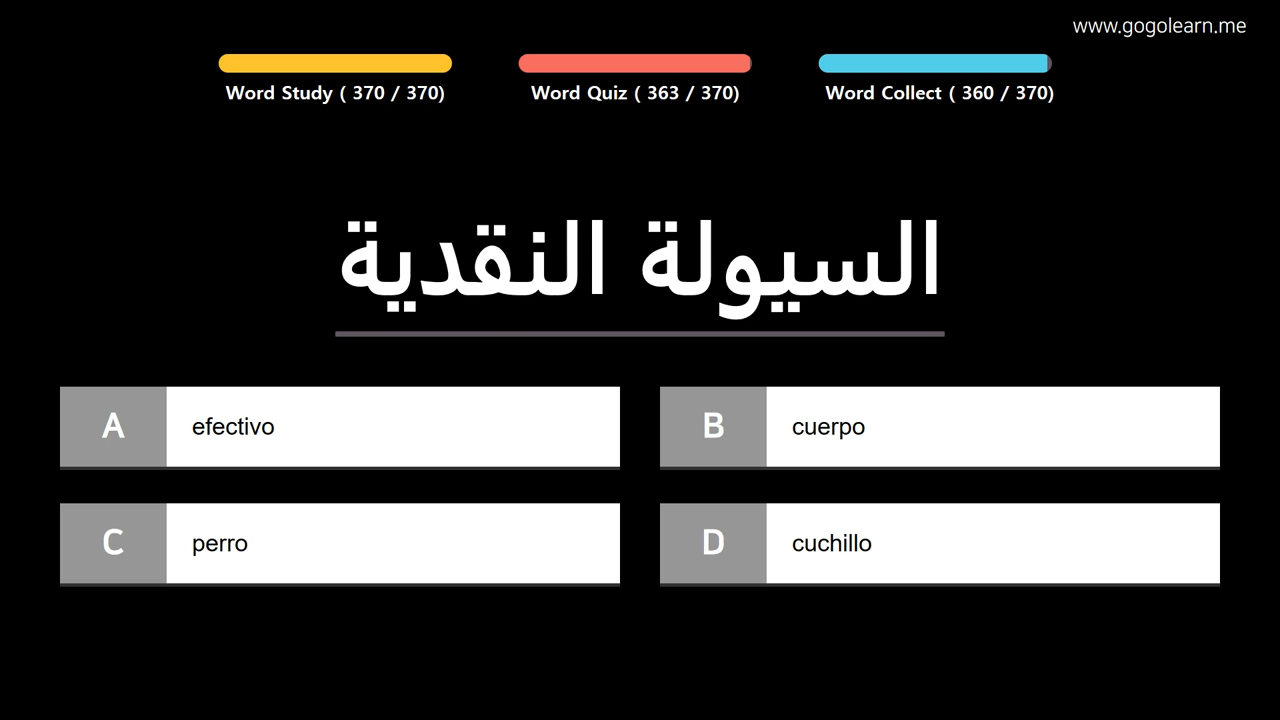 www.gogolearn.me
Word Study ( 370 / 370)
Word Quiz ( 363 / 370)
Word Collect ( 360 / 370)
السيولة النقدية
A efectivo
B cuerpo
C perro
D cuchillo